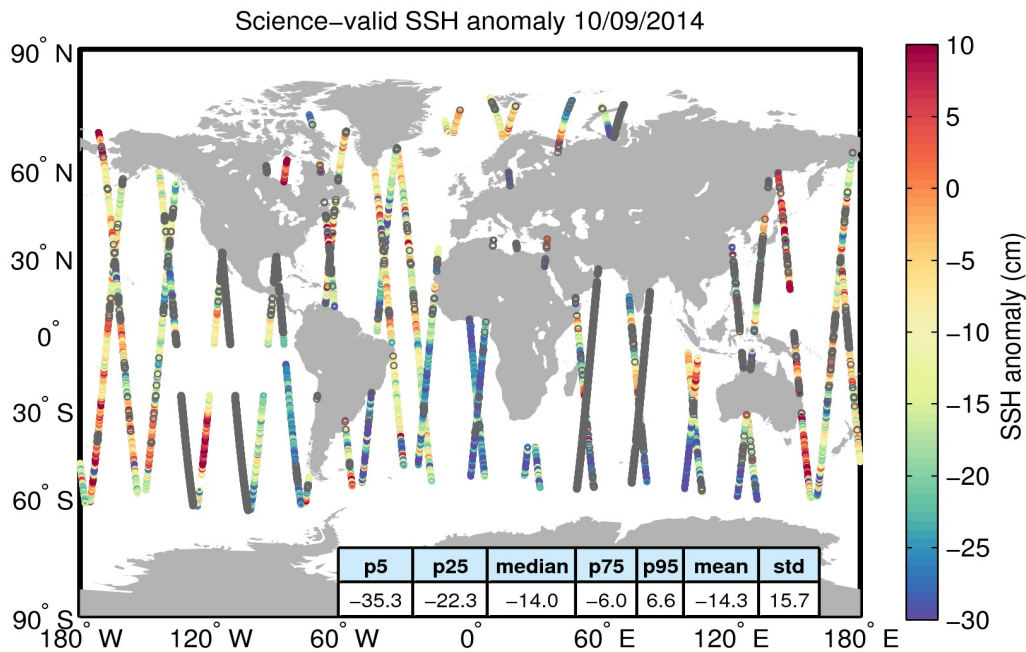 Science−valid SSH anomaly 10/09/2014
90° N
60° N
30° N
0°
30° S
60° S
90° S
180° W 120° W 60° W 0° 60° E 120° E 180° E
p5 p25 median p75 p95 mean std
−35.3 −22.3 −14.0 −6.0 6.6 −14.3 15.7
10
5
0
−5
−10
−15
−20
−25
−30
SSH anomaly (cm)